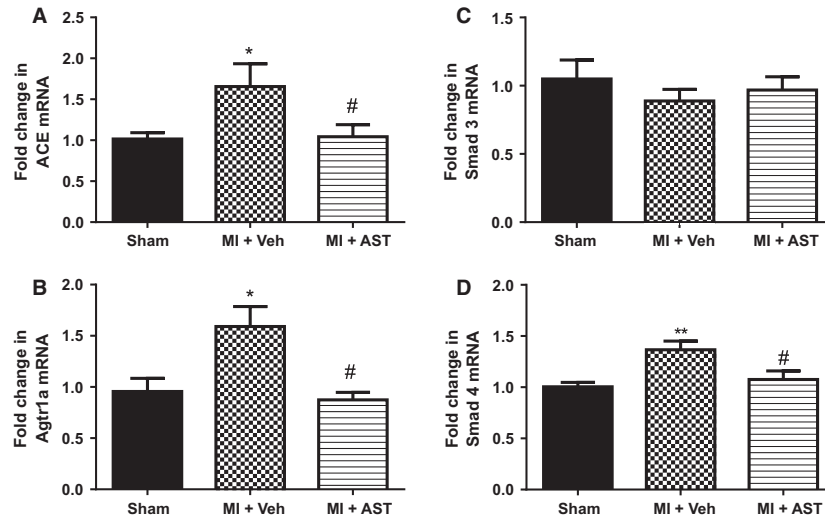 A
Fold change in
ACE mRNA
2.5
2.0
1.5
1.0
0.5
0.0
*
#
Sham
MI + Veh
MI + AST
C
Fold change in
Smad 3 mRNA
1.5
1.0
0.5
0.0
Sham
MI + Veh
MI + AST
B
Fold change in
Agtr1a mRNA
2.0
1.5
1.0
0.5
0.0
*
#
Sham
MI + Veh
MI + AST
D
Fold change in
Smad 4 mRNA
2.0
1.5
1.0
0.5
0.0
**
#
Sham
MI + Veh
MI + AST